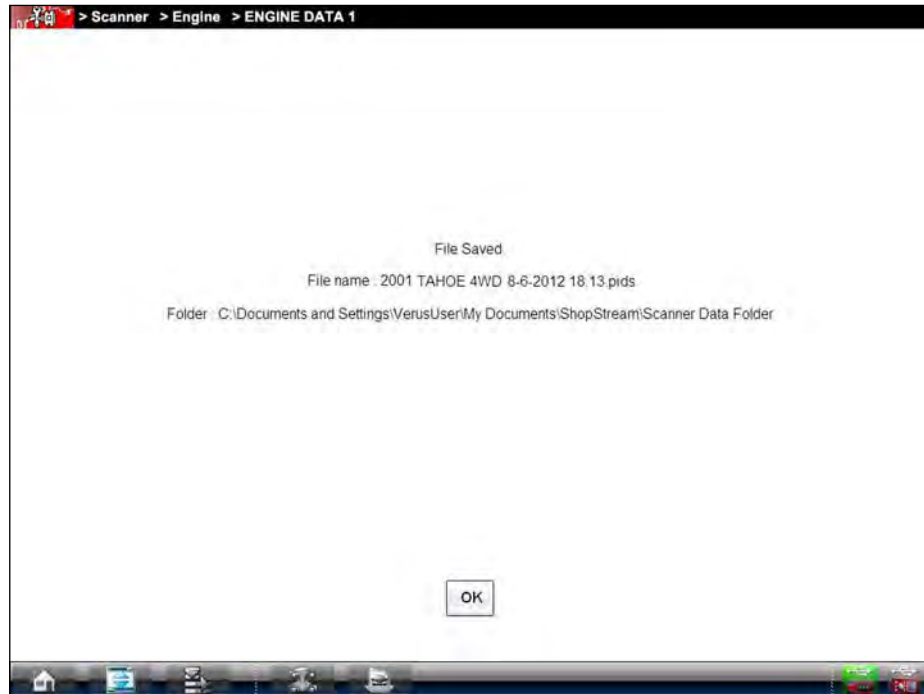 > Scanner > Engine > ENGINE DATA 1
File Saved
File name : 2001 TAHOE 4WD 8-6-2012 18.13.pids
Folder : C:\Documents and Settings\VerusUser\My Documents\ShopStream\Scanner Data Folder
OK